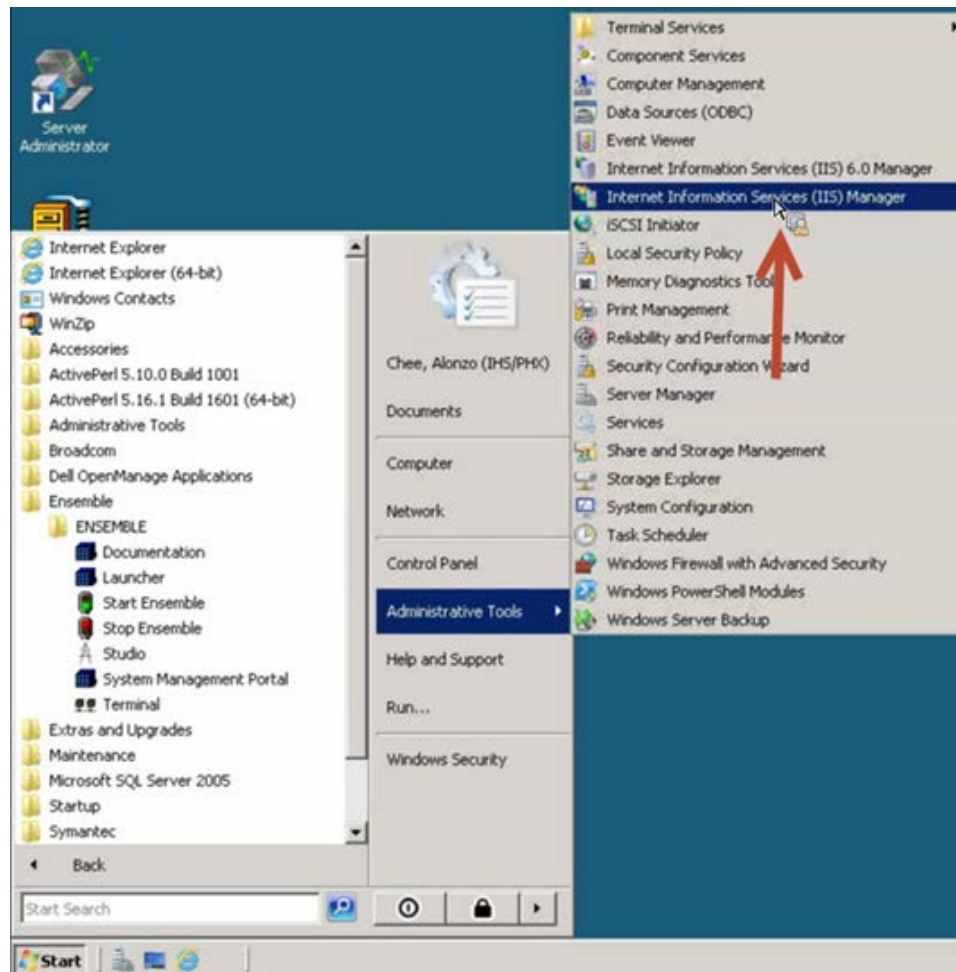 Server
Administrator
Internet Explorer
Internet Explorer (64-bit)
Windows Contacts
WinZip
Accessories
ActivePerl 5.10.0 Build 1001
ActivePerl 5.16.1 Build 1601 (64-bit)
Administrative Tools
Broadcom
Dell OpenManage Applications
Ensemble
ENSEMBLE
Documentation
Launcher
Start Ensemble
Stop Ensemble
Studio
System Management Portal
Terminal
Extras and Upgrades
Maintenance
Microsoft SQL Server 2005
Startup
Symantec
Back
Start Search
Chee, Alonzo (IHS/PHX)
Documents
Computer
Network
Control Panel
Administrative Tools
Help and Support
Run...
Windows Security
Terminal Services
Component Services
Computer Management
Data Sources (ODBC)
Event Viewer
Internet Information Services (IIS) 6.0 Manager
Internet Information Services (IIS) Manager
iSCSI Initiator
Local Security Policy
Memory Diagnostics Tool
Print Management
Reliability and Performance Monitor
Security Configuration Wizard
Server Manager
Services
Share and Storage Management
Storage Explorer
System Configuration
Task Scheduler
Windows Firewall with Advanced Security
Windows PowerShell Modules
Windows Server Backup
Start